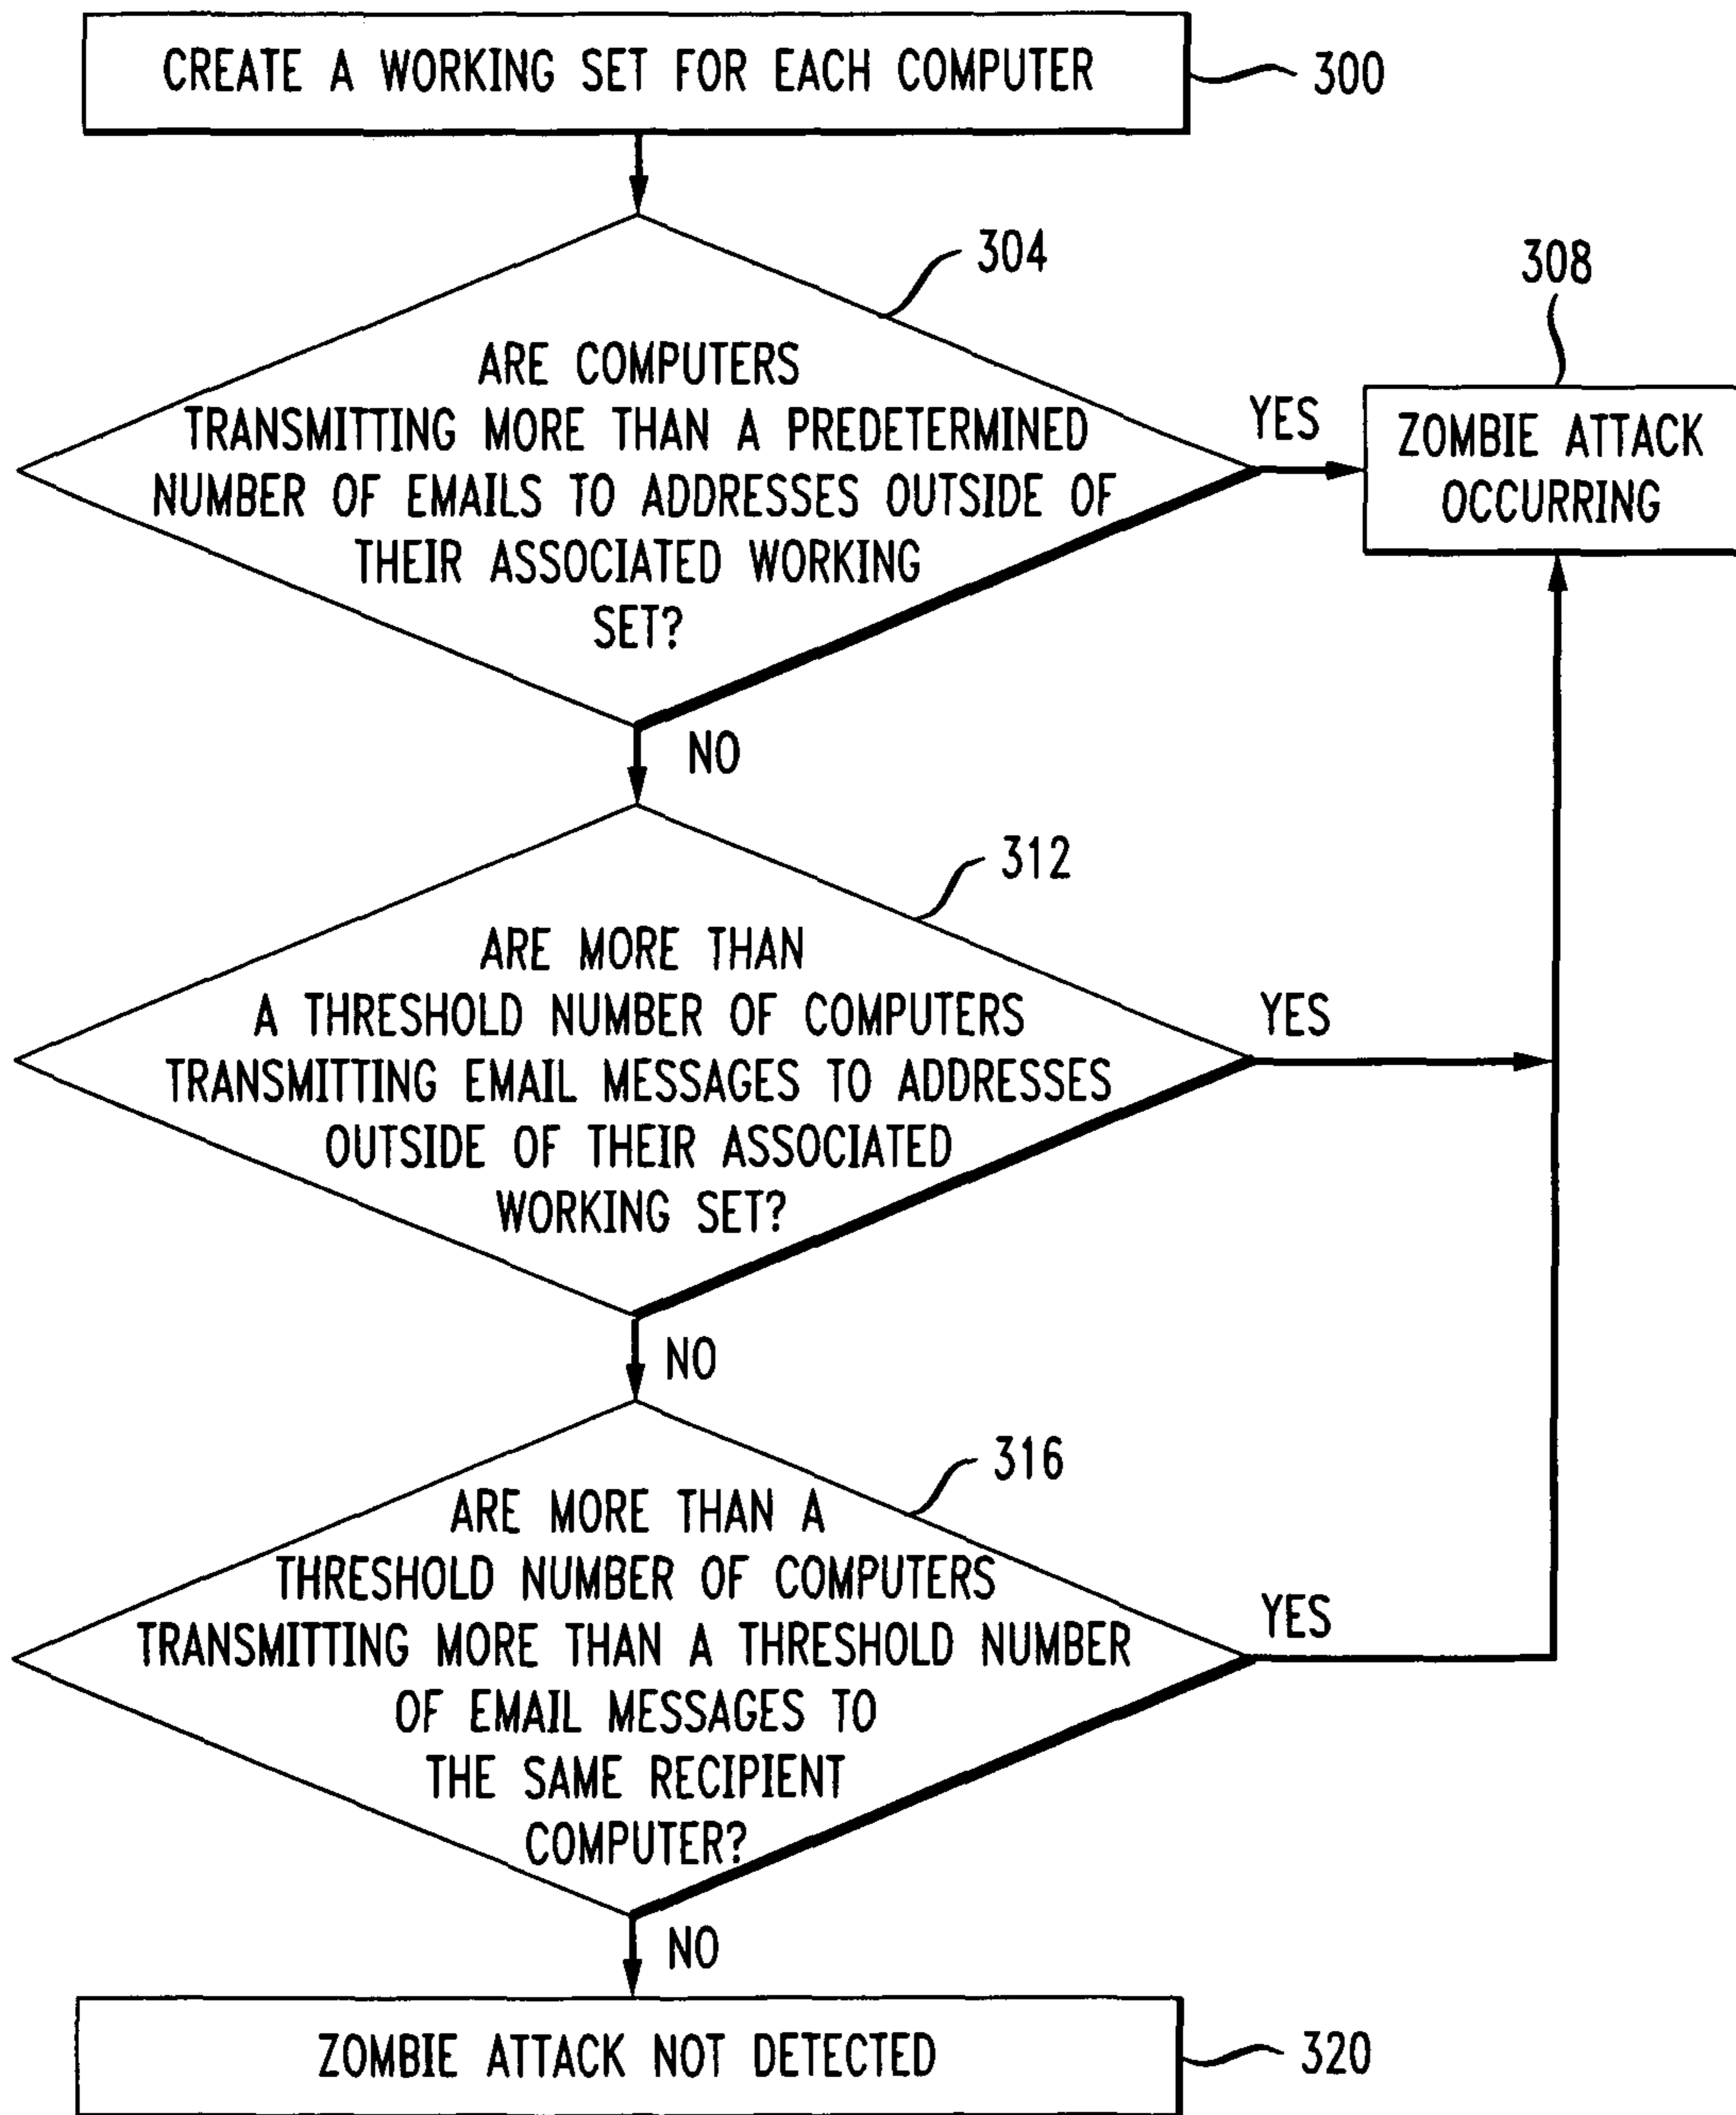 CREATE A WORKING SET FOR EACH COMPUTER
300
304
ARE COMPUTERS
TRANSMITTING MORE THAN A PREDETERMINED
NUMBER OF EMAILS TO ADDRESSES OUTSIDE OF
THEIR ASSOCIATED WORKING
SET?
YES
308
ZOMBIE ATTACK
OCCURRING
NO
312
ARE MORE THAN
A THRESHOLD NUMBER OF COMPUTERS
TRANSMITTING EMAIL MESSAGES TO ADDRESSES
OUTSIDE OF THEIR ASSOCIATED
WORKING SET?
YES
NO
316
ARE MORE THAN A
THRESHOLD NUMBER OF COMPUTERS
TRANSMITTING MORE THAN A THRESHOLD NUMBER
OF EMAIL MESSAGES TO
THE SAME RECIPIENT
COMPUTER?
YES
NO
ZOMBIE ATTACK NOT DETECTED
320